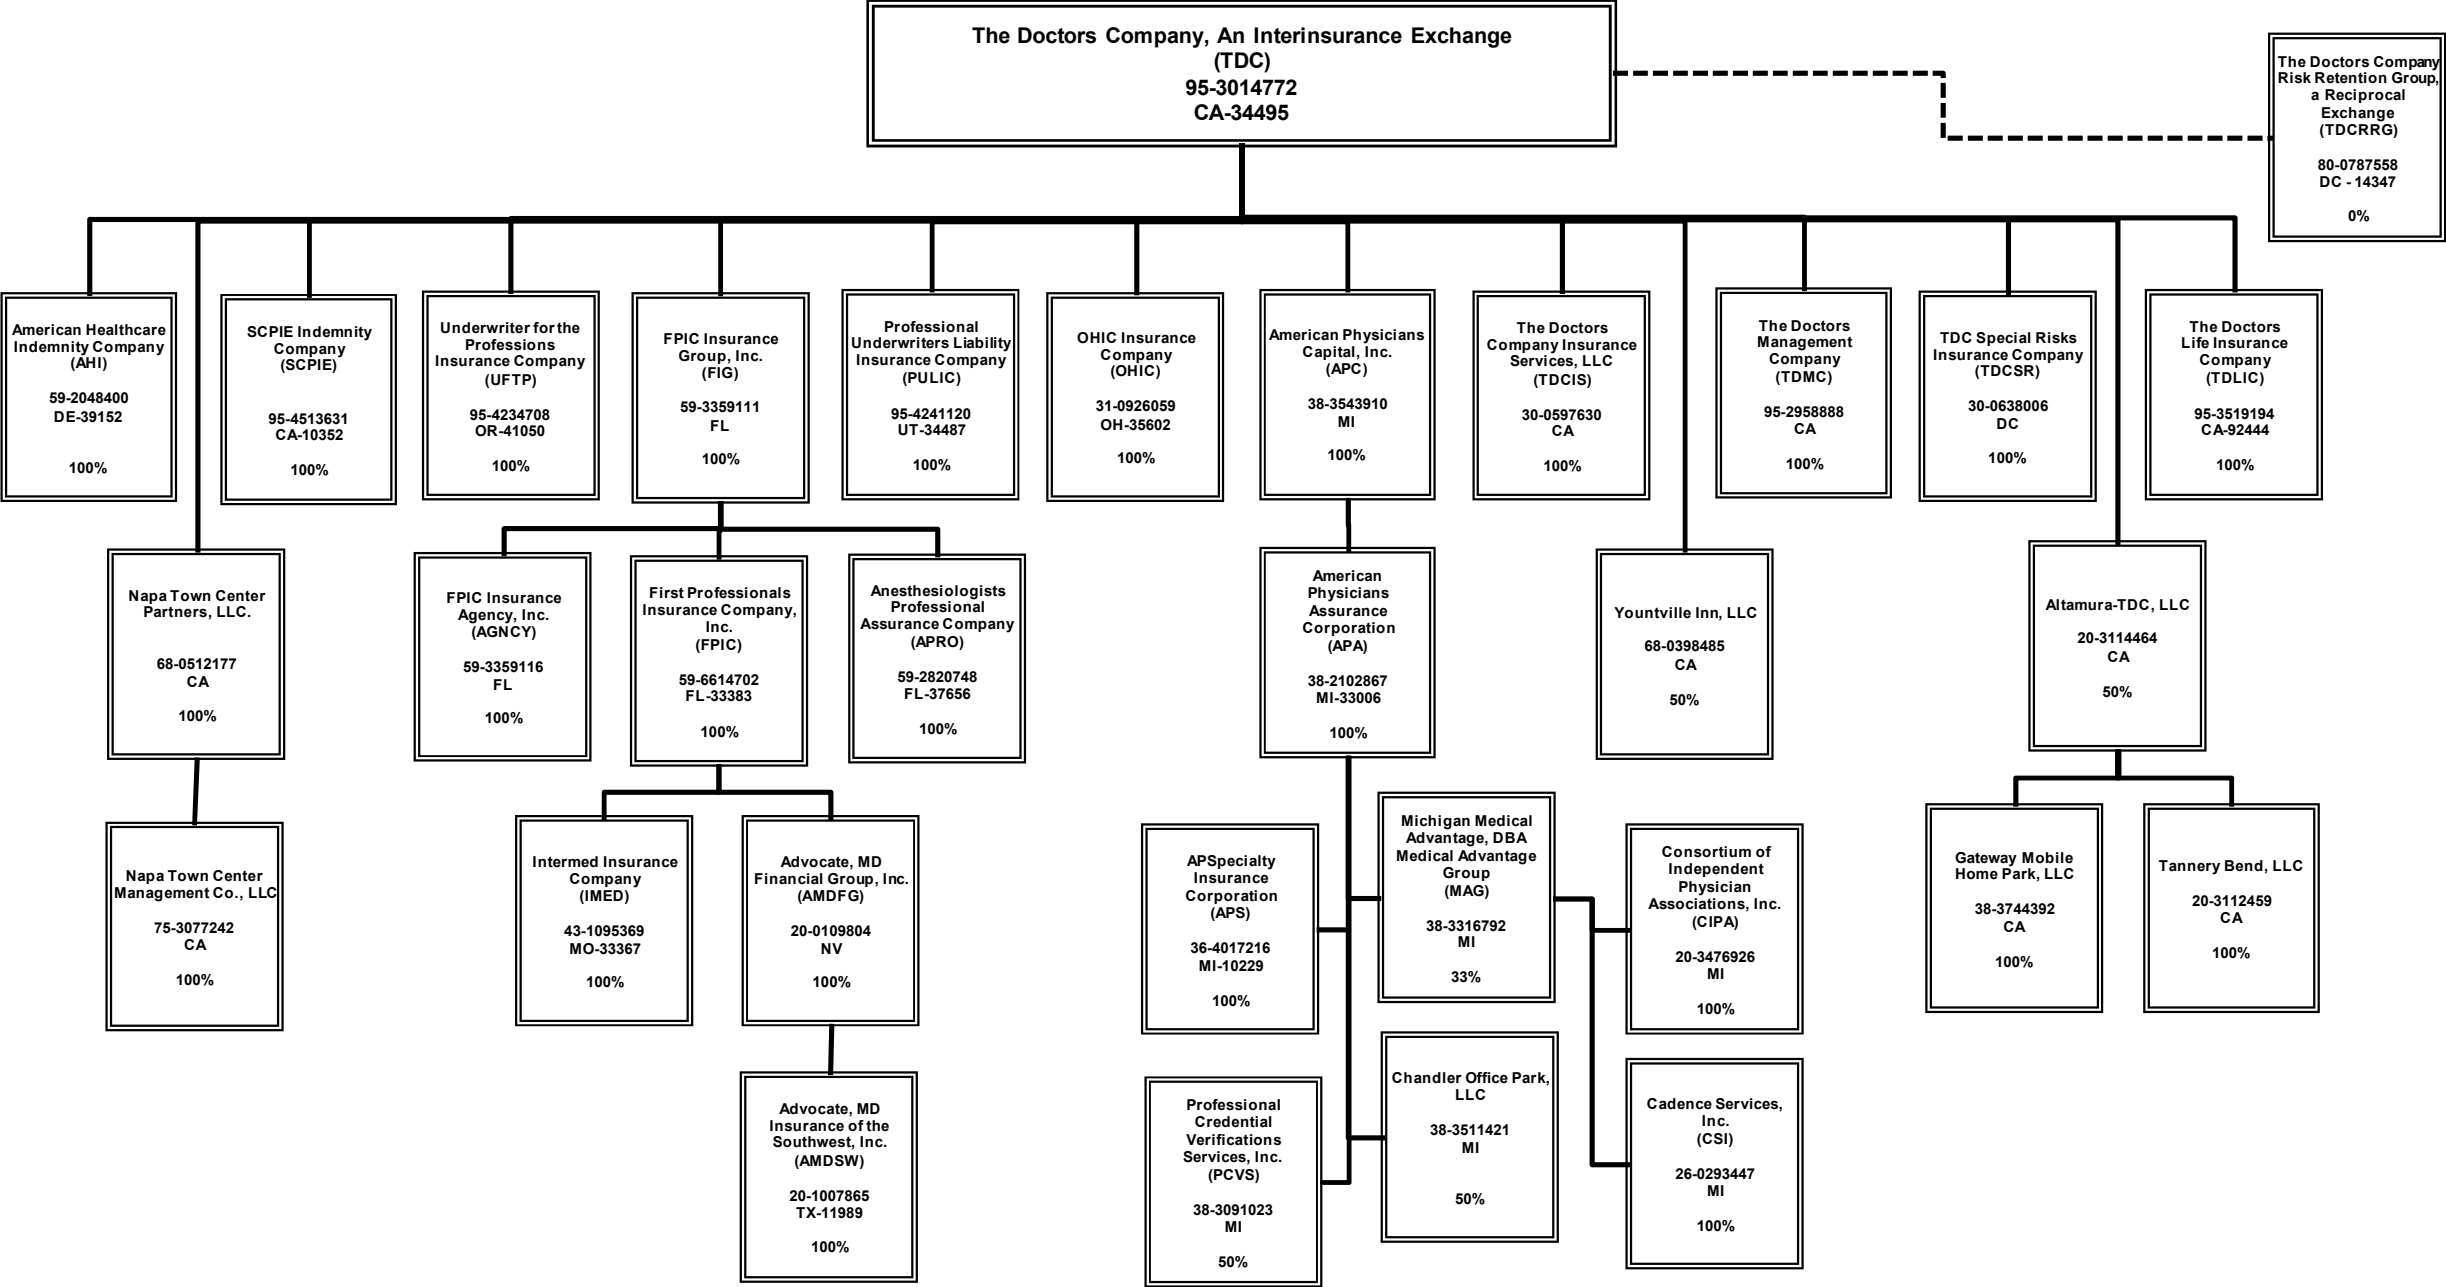 The Doctors Company, An Interinsurance Exchange
(TDC)
95-3014772
CA-34495
The Doctors Company
Risk Retention Group,
a Reciprocal
Exchange
(TDCRRG)
80-0787558
DC - 14347
0%
American Healthcare
Indemnity Company
(AHI)
59-2048400
DE-39152
100%
SCPIE Indemnity
Company
(SCPIE)
95-4513631
CA-10352
100%
Underwriter for the
Professions
Insurance Company
(UFTP)
95-4234708
OR-41050
100%
FPIC Insurance
Group, Inc.
(FIG)
59-3359111
FL
100%
Professional
Underwriters Liability
Insurance Company
(PULIC)
95-4241120
UT-34487
100%
OHIC Insurance
Company
(OHIC)
31-0926059
OH-35602
100%
American Physicians
Capital, Inc.
(APC)
38-3543910
MI
100%
The Doctors
Company Insurance
Services, LLC
(TDCIS)
30-0597630
CA
100%
The Doctors
Management
Company
(TDMC)
95-2958888
CA
100%
TDC Special Risks
Insurance Company
(TDCSR)
30-0638006
DC
100%
The Doctors
Life Insurance
Company
(TDLIC)
95-3519194
CA-92444
100%
Napa Town Center
Partners, LLC.
68-0512177
CA
100%
FPIC Insurance
Agency, Inc.
(AGNCY)
59-3359116
FL
100%
First Professionals
Insurance Company,
Inc.
(FPIC)
59-6614702
FL-33383
100%
Anesthesiologists
Professional
Assurance Company
(APRO)
59-2820748
FL-37656
100%
American
Physicians
Assurance
Corporation
(APA)
38-2102867
MI-33006
100%
Yountville Inn, LLC
68-0398485
CA
50%
Altamura-TDC, LLC
20-3114464
CA
50%
Napa Town Center
Management Co., LLC
75-3077242
CA
100%
Intermed Insurance
Company
(IMED)
43-1095369
MO-33367
100%
Advocate, MD
Financial Group, Inc.
(AMDFG)
20-0109804
NV
100%
APSpecialty
Insurance
Corporation
(APS)
36-4017216
MI-10229
100%
Michigan Medical
Advantage, DBA
Medical Advantage
Group
(MAG)
38-3316792
MI
33%
Consortium of
Independent
Physician
Associations, Inc.
(CIPA)
20-3476926
MI
100%
Gateway Mobile
Home Park, LLC
38-3744392
CA
100%
Tannery Bend, LLC
20-3112459
CA
100%
Advocate, MD
Insurance of the
Southwest, Inc.
(AMDSW)
20-1007865
TX-11989
100%
Professional
Credential
Verifications
Services, Inc.
(PCVS)
38-3091023
MI
50%
Chandler Office Park,
LLC
38-3511421
MI
50%
Cadence Services,
Inc.
(CSI)
26-0293447
MI
100%